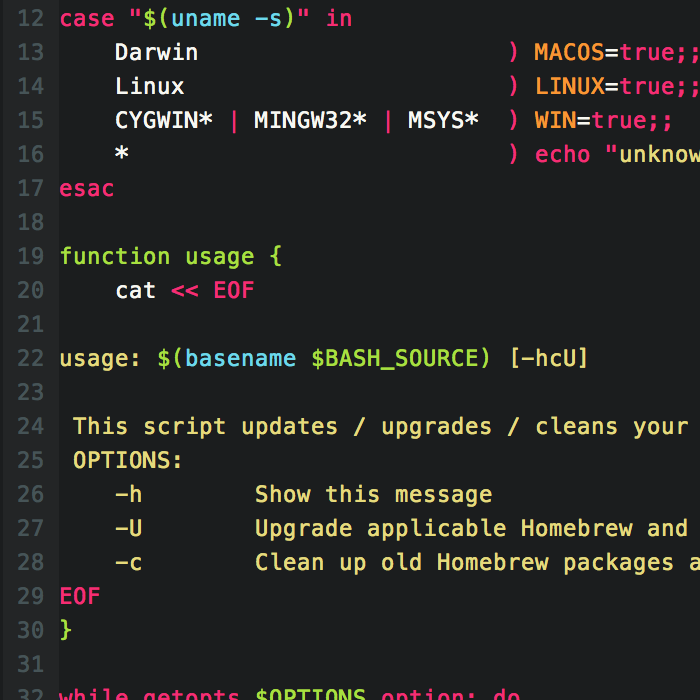 12 case "$(uname -s)" in
13     Darwin                      ) MACOS=true;;
14     Linux                       ) LINUX=true;;
15     CYGWIN* | MINGW32* | MSYS*  ) WIN=true;;
16     *                           ) echo "unknow
17 esac
18
19 function usage {
20     cat << EOF
21
22 usage: $(basename $BASH_SOURCE) [-hcU]
23
24  This script updates / upgrades / cleans your
25  OPTIONS:
26     -h        Show this message
27     -U        Upgrade applicable Homebrew and
28     -c        Clean up old Homebrew packages a
29 EOF
30 }
31
32 while getopts $OPTIONS option; do